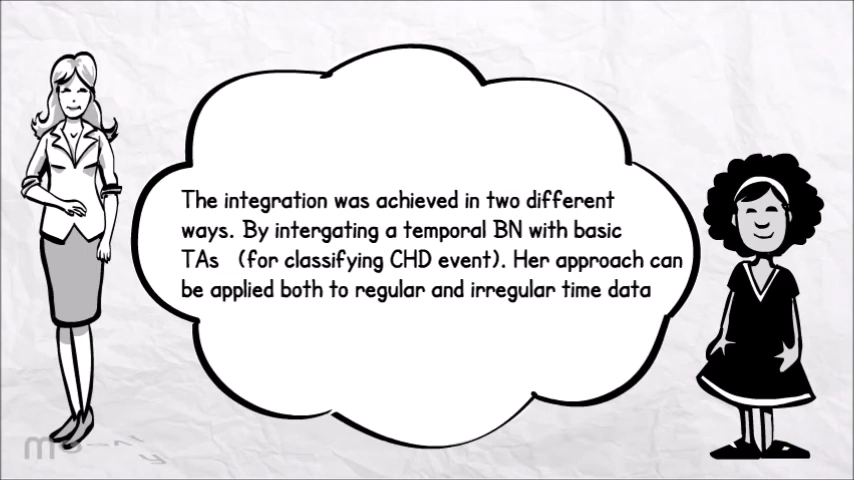 The integration was achieved in two different
ways. By intergating a temporal BN with basic
TAs (for classifying CHD event). Her approach can
be applied both to regular and irregular time data